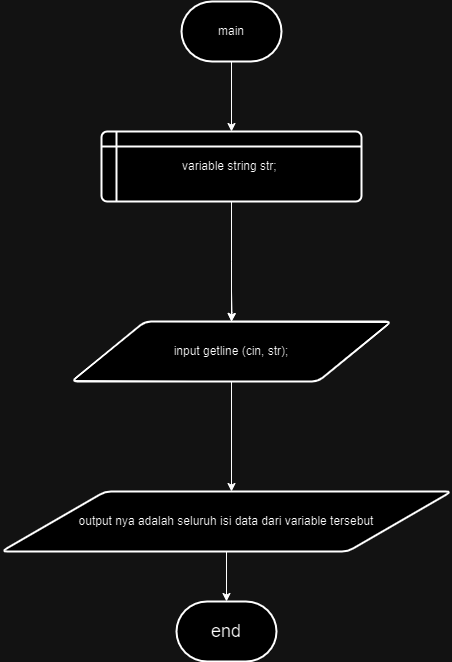 main
variable string str;
input getline (cin, str);
output nya adalah seluruh isi data dari variable tersebut
end